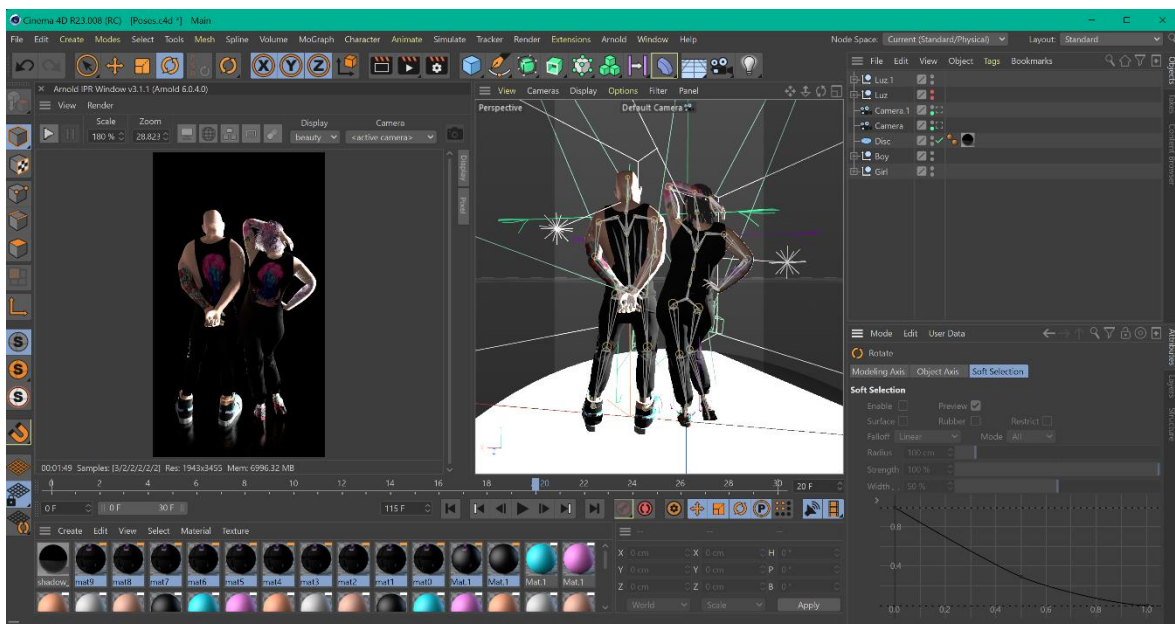 Cinema 4D R23.008 (RC) - [Poses.c4d *] - Main
File Edit Create Modes Select Tools Mesh Spline Volume MoGraph Character Animate Simulate Tracker Render Extensions Arnold Window Help
Node Space: Current (Standard/Physical) Layout: Standard
X Y Z
Arnold IPR Window v3.1.1 (Arnold 6.0.4.0)
View Render
Scale Zoom Display Camera
180 % 28.823 beauty <active camera>
Display
Pixel
00:01:49 Samples: [3/2/2/2/2/2] Res: 1943x3455 Mem: 6996.32 MB
View Cameras Display Options Filter Panel
Perspective Default Camera
File Edit View Object Tags Bookmarks
Luz.1
Luz
Camera.1
Camera
Disc
Boy
Girl
Objects
Takes
Content Browser
Mode Edit User Data
Rotate
Modeling Axis Object Axis Soft Selection
Soft Selection
Enable Preview
Surface Rubber Restrict
Falloff Linear Mode All
Radius 100 cm
Strength 100 %
Width . . 50 %
0.8
0.4
0.0 0.2 0.4 0.6 0.8 1.0
Attributes
Layers
Structure
S
S
S
0 2 4 6 8 10 12 14 16 18 20 22 24 26 28 30 20 F
0 F 0 F 30 F 115 F
P
Create Edit View Select Material Texture
shadow_ mat9 mat8 mat7 mat6 mat5 mat4 mat3 mat2 mat1 mat0 Mat.1 Mat.1 Mat.1 Mat.1
-- -- --
X 0 cm X 0 cm H 0 °
Y 0 cm Y 0 cm P 0 °
Z 0 cm Z 0 cm B 0 °
World Scale Apply